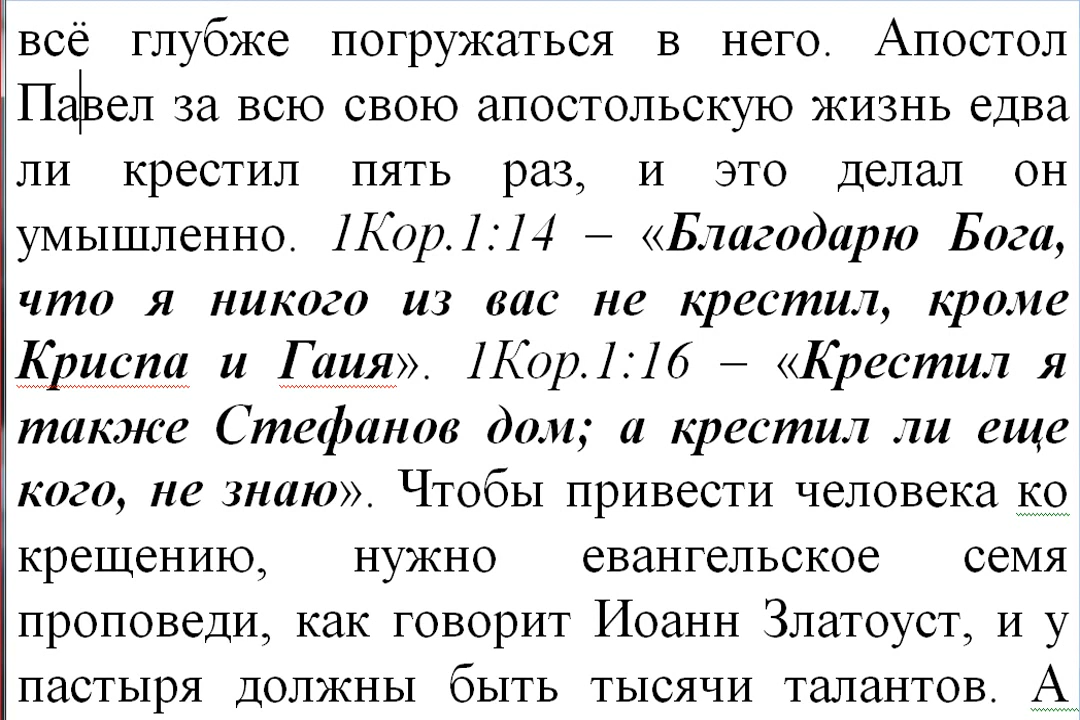 всё глубже погружаться в него. Апостол
Павел за всю свою апостольскую жизнь едва
ли крестил пять раз, и это делал он
умышленно. 1Кор.1:14 – «Благодарю Бога,
что я никого из вас не крестил, кроме
Криспа и Гаия». 1Кор.1:16 – «Крестил я
также Стефанов дом; а крестил ли еще
кого, не знаю». Чтобы привести человека ко
крещению, нужно евангельское семя
проповеди, как говорит Иоанн Златоуст, и у
пастыря должны быть тысячи талантов. А